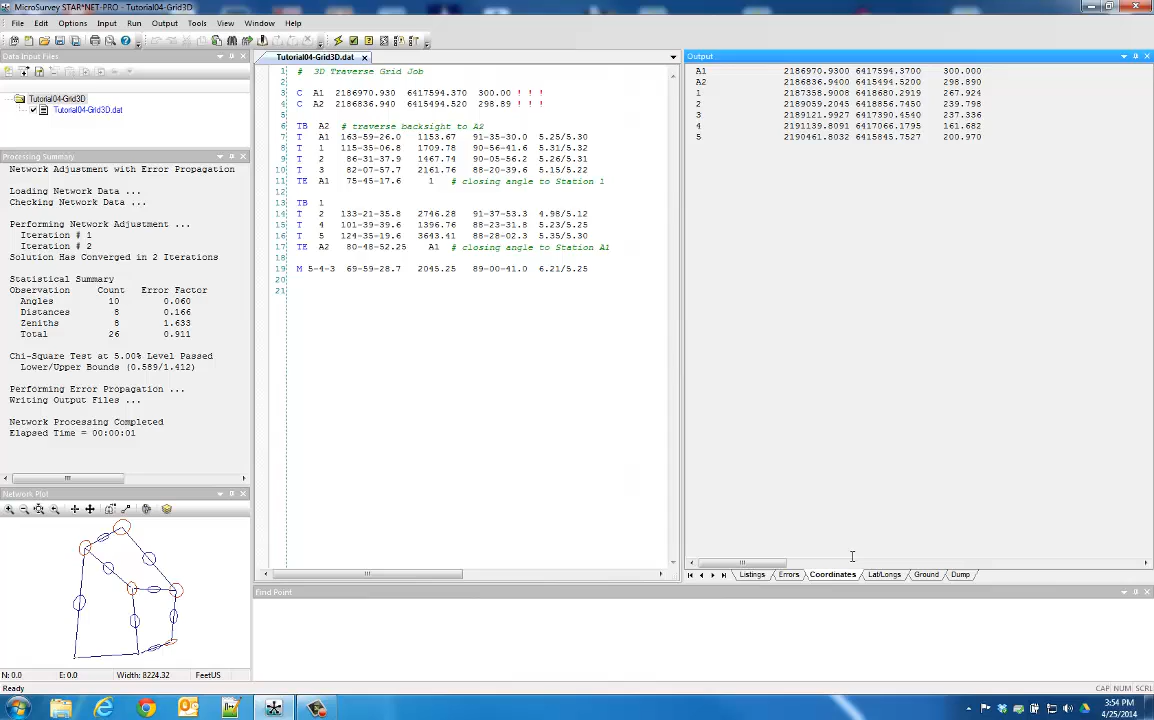 MicroSurvey STAR*NET-PRO - Tutorial04-Grid3D
File Edit Options Input Run Output Tools View Window Help
Data Input Files
Tutorial04-Grid3D
Tutorial04-Grid3D.dat
Processing Summary
Network Adjustment with Error Propagation
Loading Network Data ...
Checking Network Data ...
Performing Network Adjustment ...
Iteration # 1
Iteration # 2
Solution Has Converged in 2 Iterations
Statistical Summary
Observation Count Error Factor
Angles 10 0.060
Distances 8 0.166
Zeniths 8 1.633
Total 26 0.911
Chi-Square Test at 5.00% Level Passed
Lower/Upper Bounds (0.589/1.412)
Performing Error Propagation ...
Writing Output Files ...
Network Processing Completed
Elapsed Time = 00:00:01
Network Plot
N: 0.0 E: 0.0 Width: 8224.32 FeetUS
Ready
Tutorial04-Grid3D.dat
1 # 3D Traverse Grid Job
2
3 C A1 2186970.930 6417594.370 300.00 ! ! !
4 C A2 2186836.940 6415494.520 298.89 ! ! !
5
6 TB A2 # traverse backsight to A2
7 T A1 163-59-26.0 1153.67 91-35-30.0 5.25/5.30
8 T 1 115-35-06.8 1709.78 90-56-41.6 5.31/5.32
9 T 2 86-31-37.9 1467.74 90-05-56.2 5.26/5.31
10 T 3 82-07-57.7 2161.76 88-20-39.6 5.15/5.22
11 TE A1 75-45-17.6 1 # closing angle to Station 1
12
13 TB 1
14 T 2 133-21-35.8 2746.28 91-37-53.3 4.98/5.12
15 T 4 101-39-39.6 1396.76 88-23-31.8 5.23/5.25
16 T 5 124-35-19.6 3643.41 88-28-02.3 5.35/5.30
17 TE A2 80-48-52.25 A1 # closing angle to Station A1
18
19 M 5-4-3 69-59-28.7 2045.25 89-00-41.0 6.21/5.25
20
21
Output
A1 2186970.9300 6417594.3700 300.000
A2 2186836.9400 6415494.5200 298.890
1 2187358.9008 6418680.2919 267.924
2 2189059.2045 6418856.7450 239.798
3 2189121.9927 6417390.4540 237.336
4 2191139.8091 6417066.1795 161.682
5 2190461.8032 6415845.7527 200.970
Listings Errors Coordinates Lat/Longs Ground Dump
Find Point
CAP NUM SCRL
3:54 PM
4/25/2014